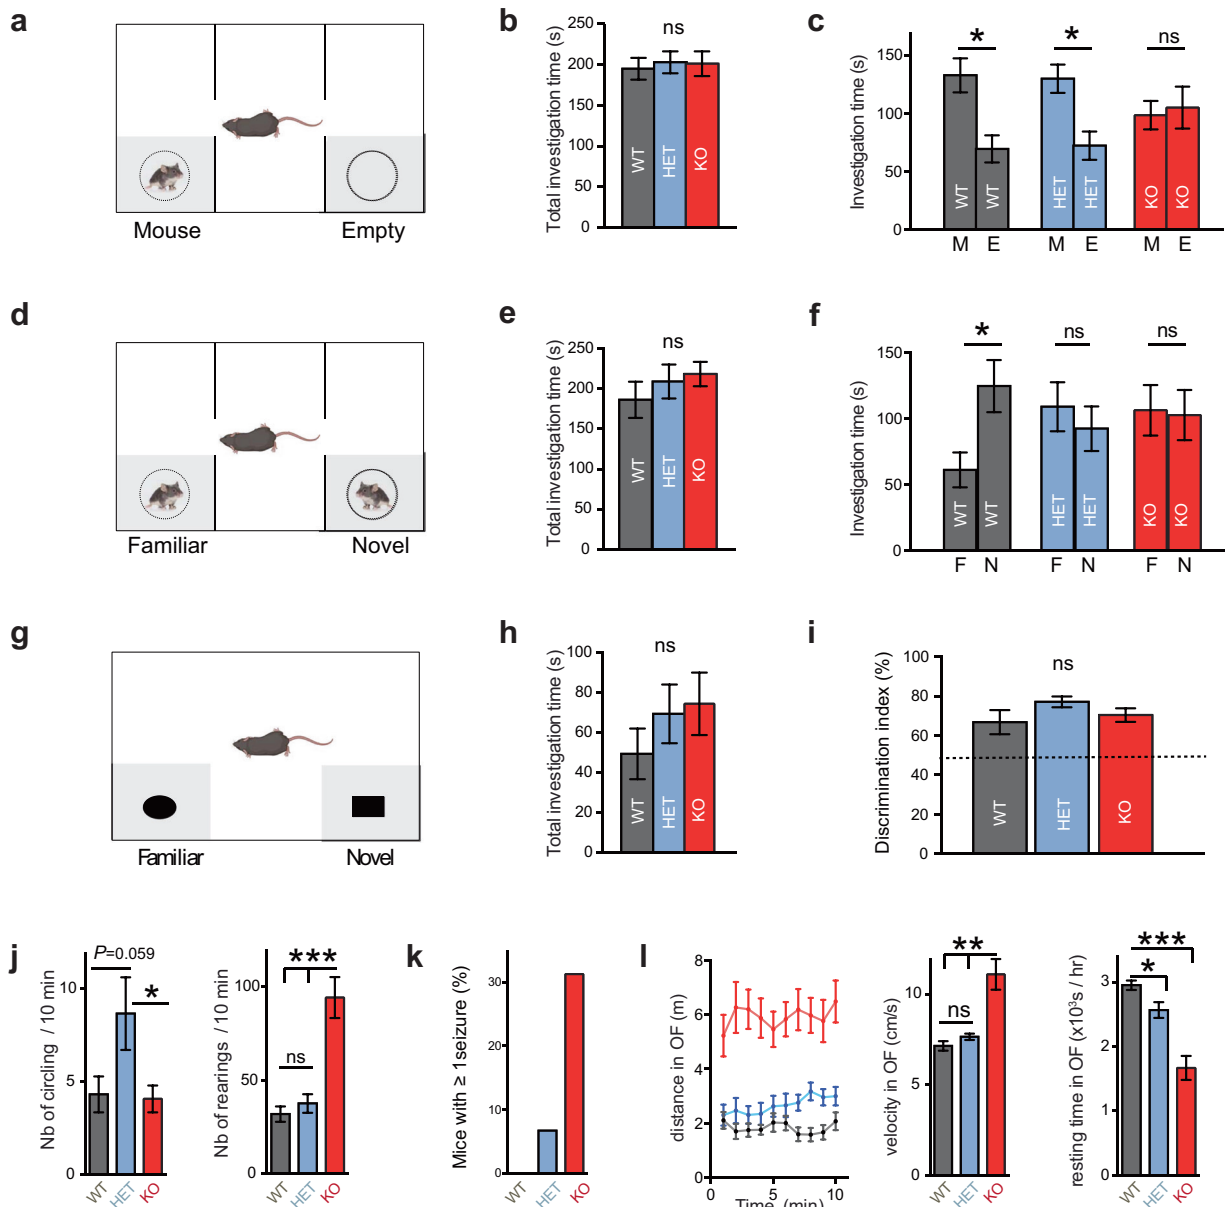 a
Mouse
Empty
b
Total investigation time (s)
250
200
150
100
50
0
ns
WT
HET
KO
c
Investigation time (s)
150
100
50
0
*
*
ns
WT
WT
HET
HET
KO
KO
M E M E M E
d
Familiar
Novel
e
Total investigation time (s)
250
200
150
100
50
0
ns
WT
HET
KO
f
Investigation time (s)
150
100
50
0
*
ns
ns
WT
WT
HET
HET
KO
KO
F N F N F N
g
Familiar
Novel
h
Total investigation time (s)
100
80
60
40
20
0
ns
WT
HET
KO
i
Discrimination index (%)
100
80
60
40
20
0
ns
WT
HET
KO
j
Nb of circling / 10 min
10
5
0
P=0.059
*
WT
HET
KO
Nb of rearings / 10 min
100
50
0
***
ns
WT
HET
KO
k
Mice with ≥ 1seizure (%)
30
20
10
0
WT
HET
KO
l
distance in OF (m)
8
6
4
2
0
0 5 10
Time (min)
velocity in OF (cm/s)
10
5
0
**
ns
WT
HET
KO
resting time in OF (x10³s / hr)
3
2
1
0
***
*
WT
HET
KO